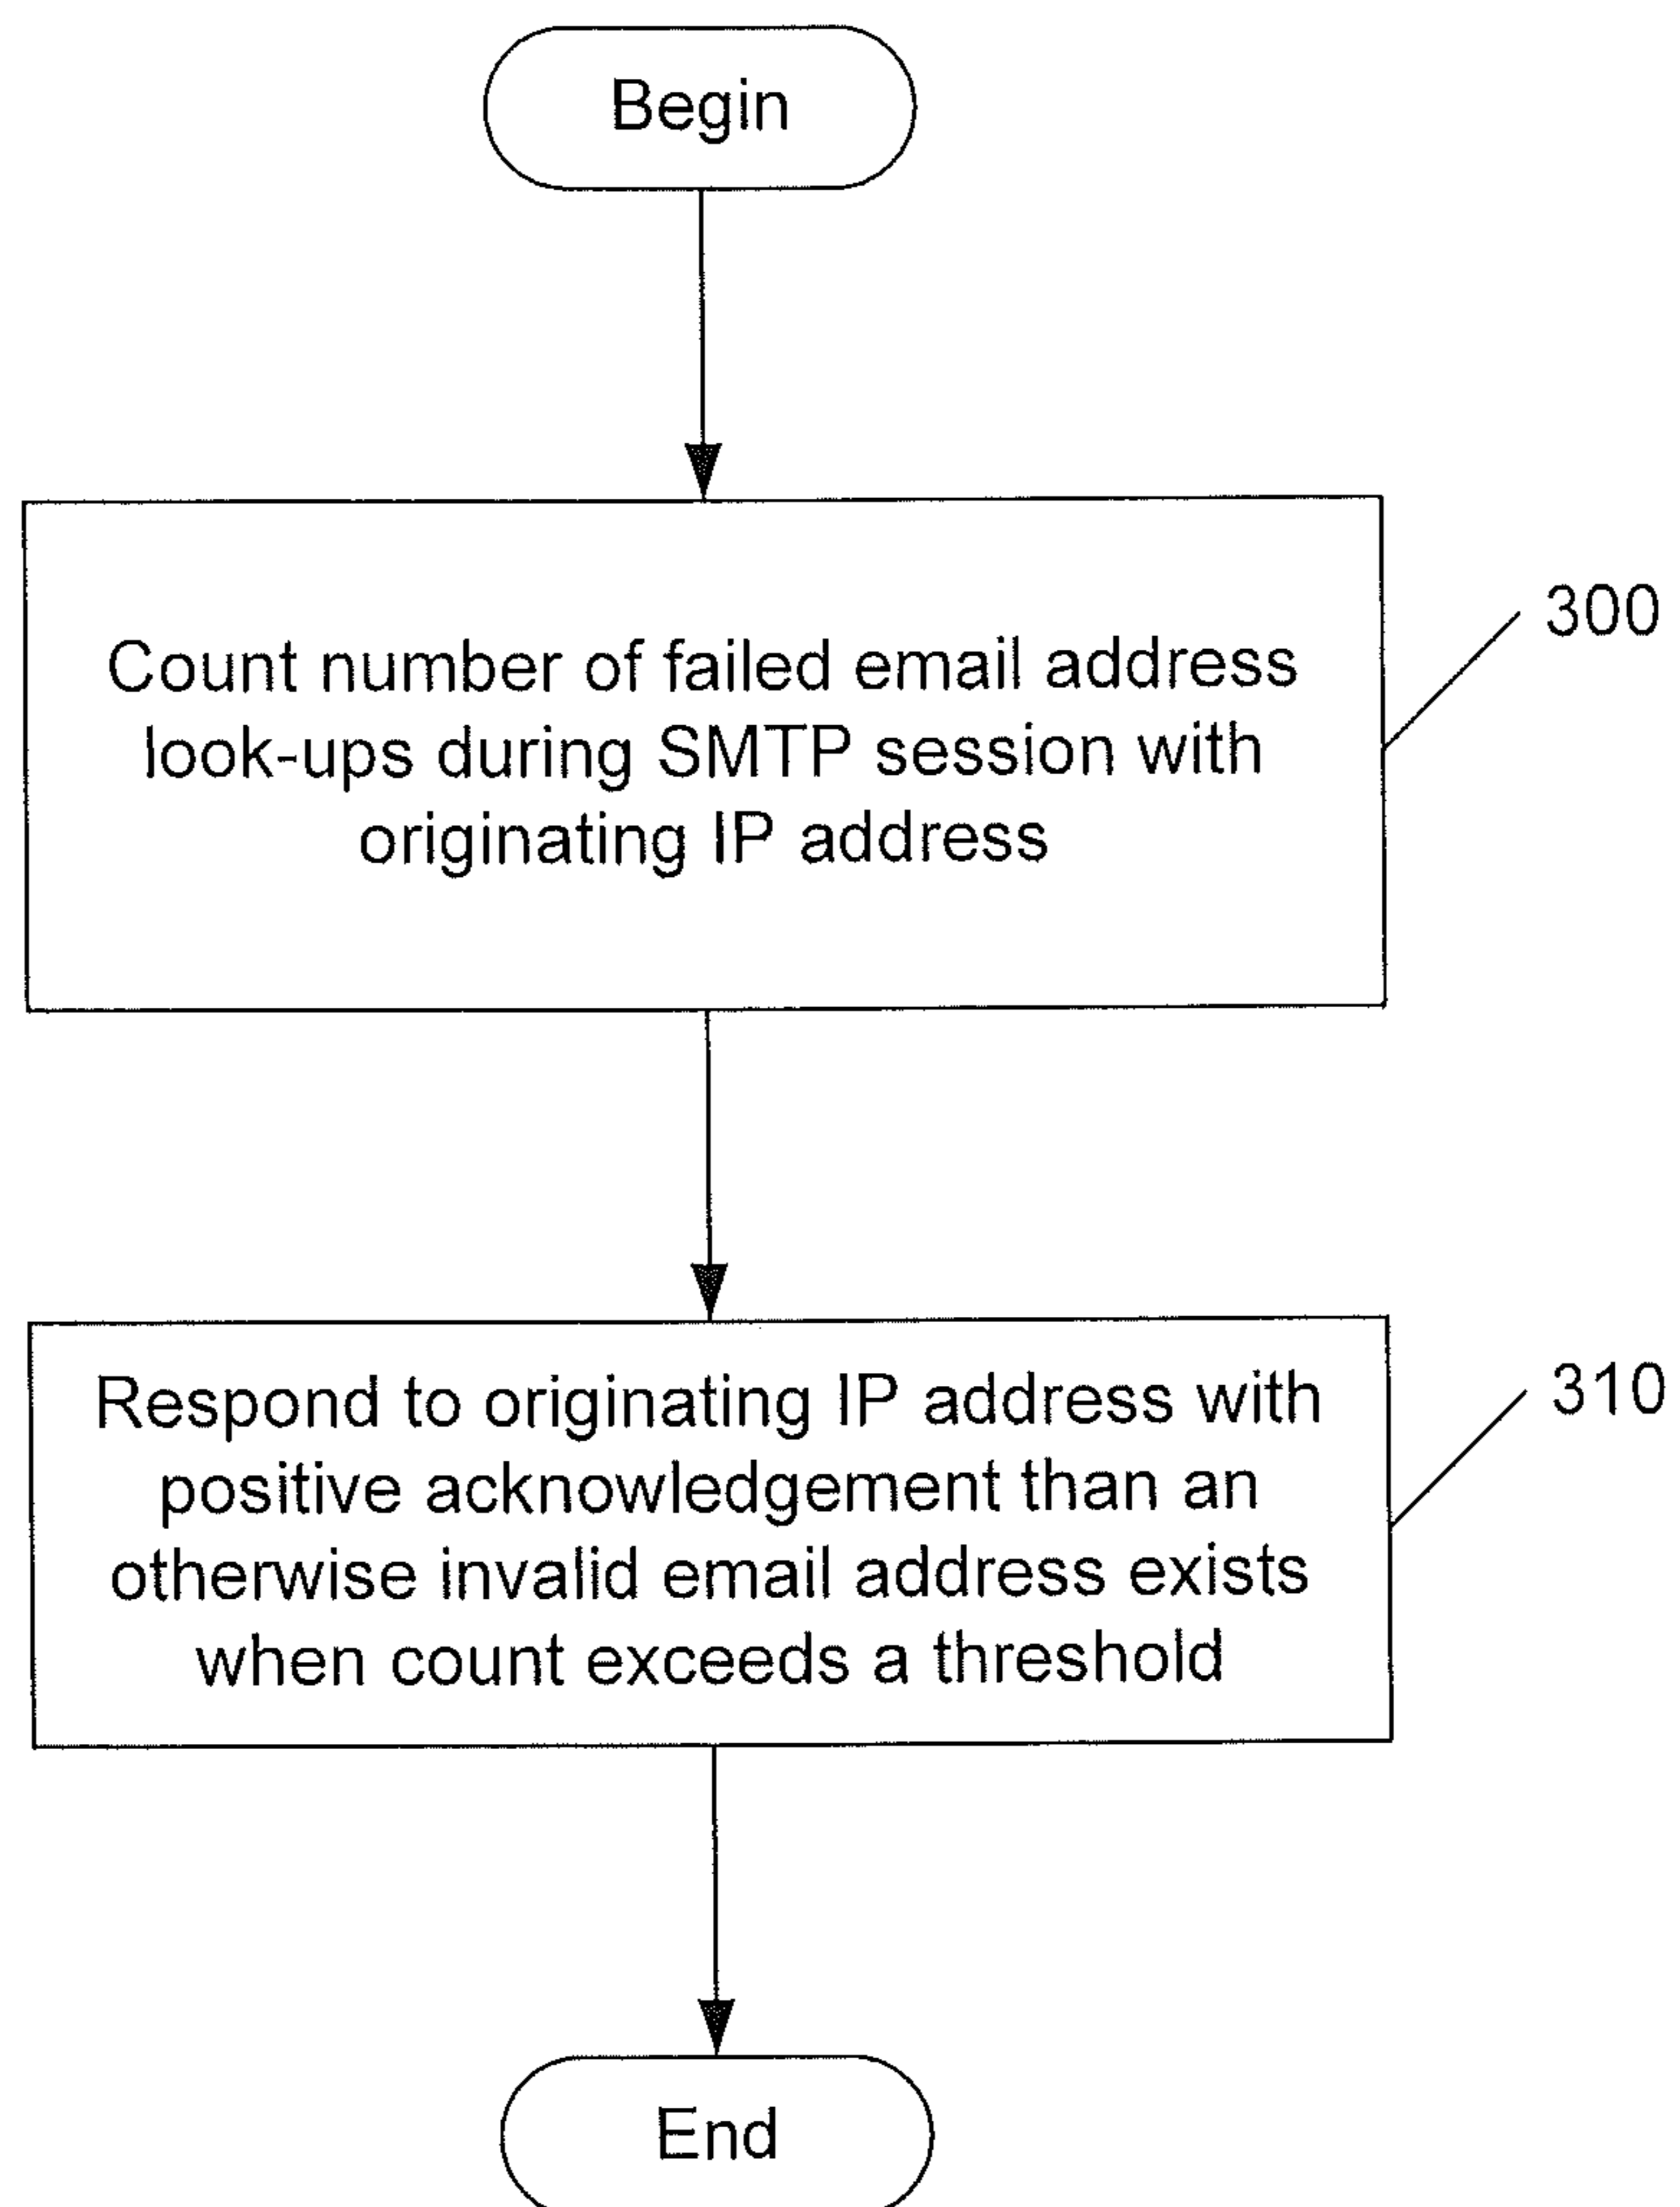 Begin
Count number of failed email address
look-ups during SMTP session with
originating IP address
300
Respond to originating IP address with
positive acknowledgement than an
otherwise invalid email address exists
when count exceeds a threshold
310
End